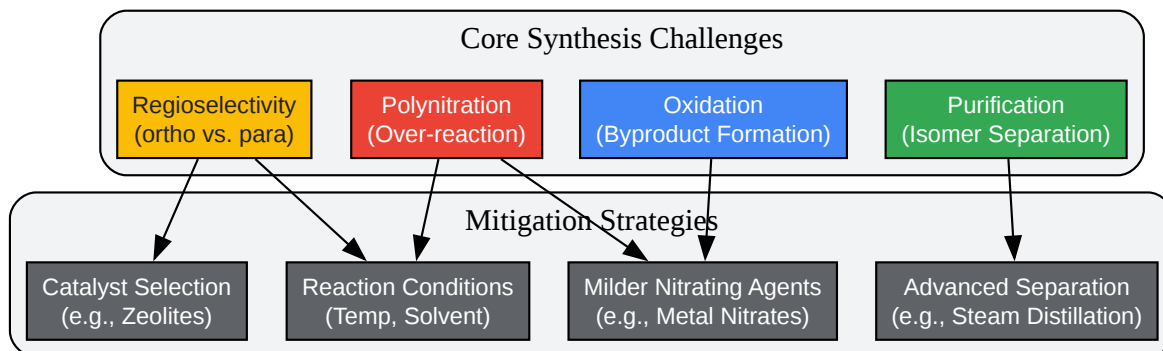 Core Synthesis Challenges
Regioselectivity
(ortho vs. para)
Polynitration
(Over-reaction)
Oxidation
(Byproduct Formation)
Purification
(Isomer Separation)
Mitigation Strategies
Catalyst Selection
(e.g., Zeolites)
Reaction Conditions
(Temp, Solvent)
Milder Nitrating Agents
(e.g., Metal Nitrates)
Advanced Separation
(e.g., Steam Distillation)